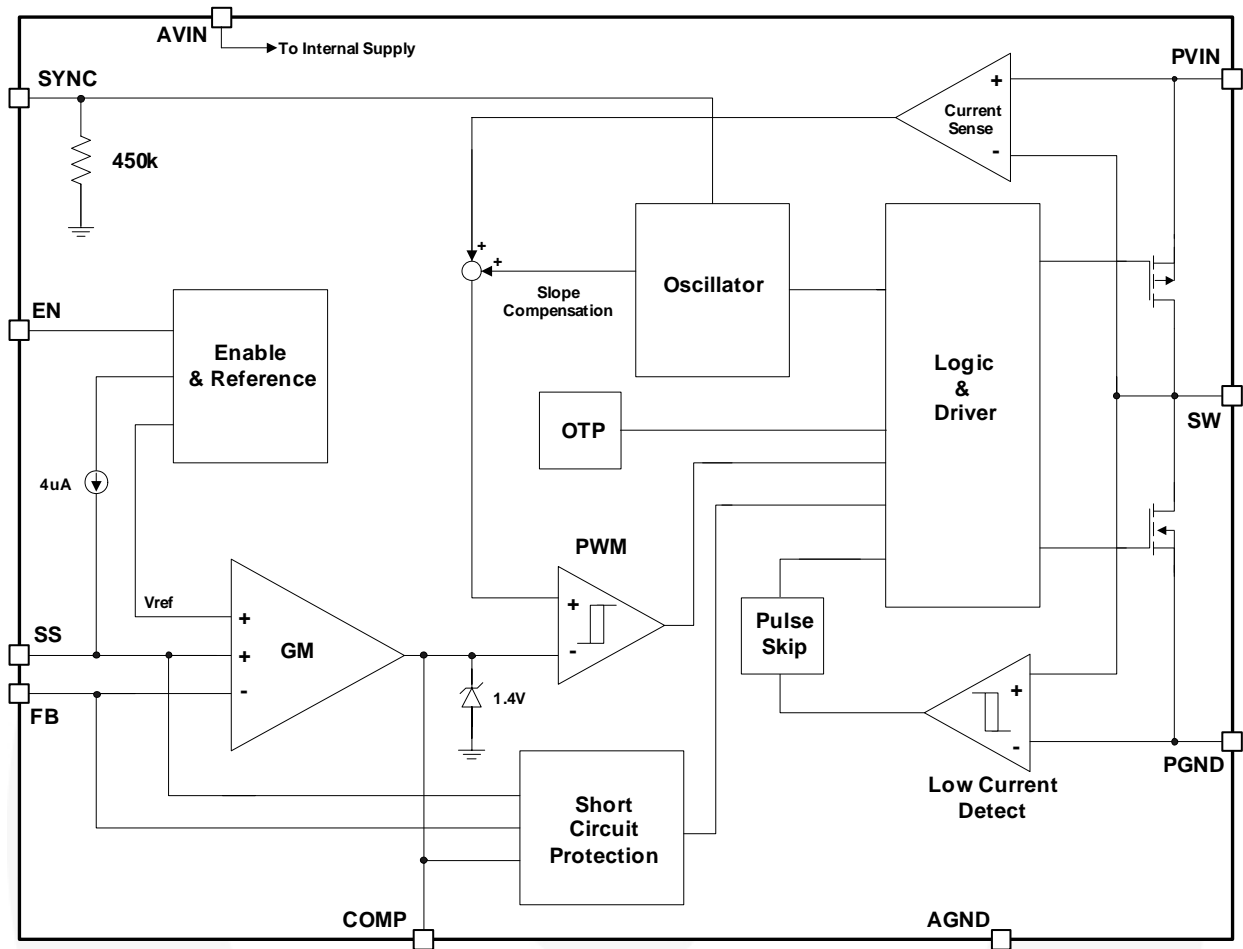 AVIN
To Internal Supply
SYNC
PVIN
+
Current
Sense
-
450k
+
+
Slope
Compensation
Oscillator
EN
Enable
& Reference
Logic
&
Driver
SW
OTP
4uA
PWM
Vref
+
SS
+
GM
-
FB
+
-
1.4V
Pulse
Skip
+
-
PGND
Low Current
Detect
Short
Circuit
Protection
COMP
AGND